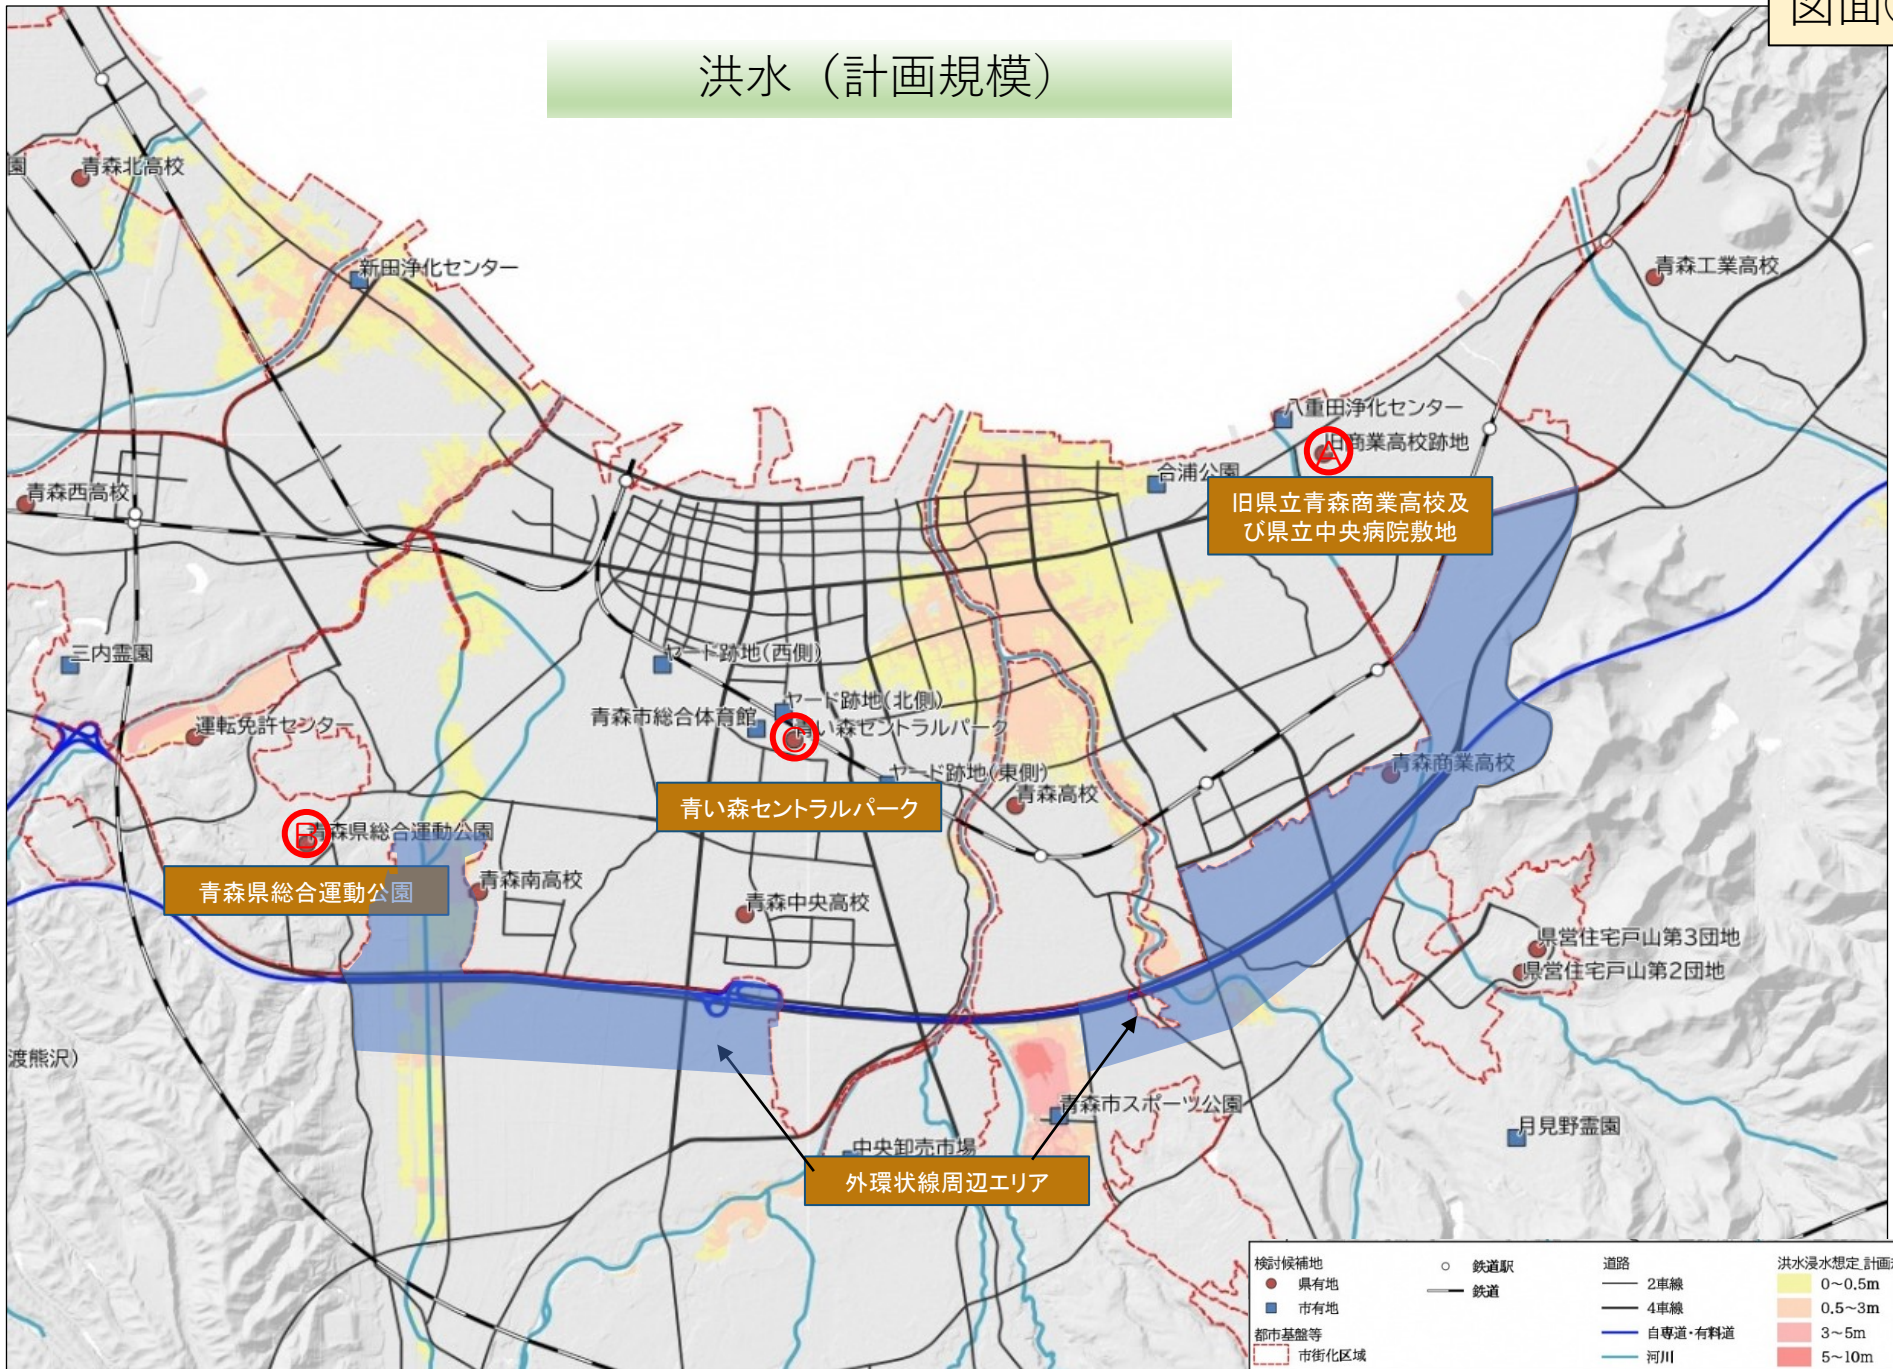 図面
洪水（計画規模）
園
青森北高校
新田浄化センター
青森工業高校
八重田浄化センター
旧商業高校跡地
A
合浦公園
青森西高校
旧県立青森商業高校及
び県立中央病院敷地
三内霊園
ヤード跡地(西側)
ヤード跡地(北側)
青森市総合体育館
青い森セントラルパーク
C
運転免許センター
ヤード跡地(東側)
青森商業高校
青い森セントラルパーク
青森高校
青森県総合運動公園
B
青森県総合運動公園
青森南高校
青森中央高校
県営住宅戸山第3団地
県営住宅戸山第2団地
渡熊沢)
青森市スポーツ公園
月見野霊園
中央卸売市場
外環状線周辺エリア
検討候補地
県有地
市有地
都市基盤等
市街化区域
鉄道駅
鉄道
道路
2車線
4車線
自専道・有料道
河川
洪水浸水想定_計画
0～0.5m
0.5～3m
3～5m
5～10m